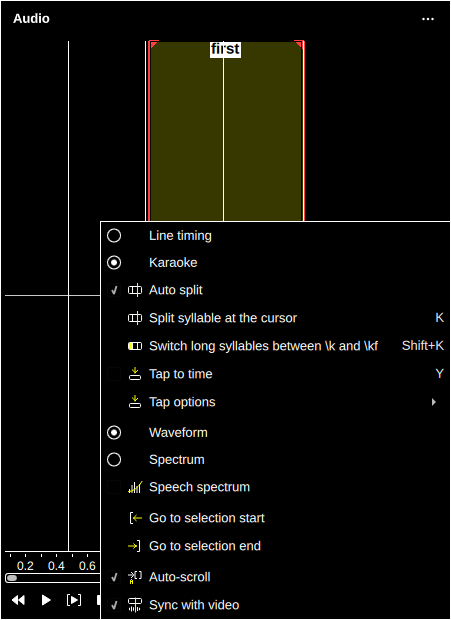 Audio
first
Line timing
Karaoke
Auto split
Split syllable at the cursor K
Switch long syllables between \k and \kf Shift+K
Tap to time Y
Tap options
Waveform
Spectrum
Speech spectrum
Go to selection start
Go to selection end
0.2 0.4 0.6
Auto-scroll
Sync with video